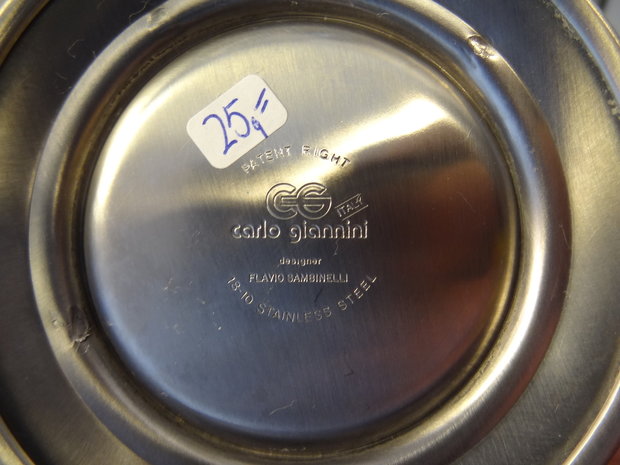 25,"
PATENT RIGHT
CG
ITALY
carlo giannini
designer
FLAVIO SAMBINELLI
18-10 STAINLESS STEEL